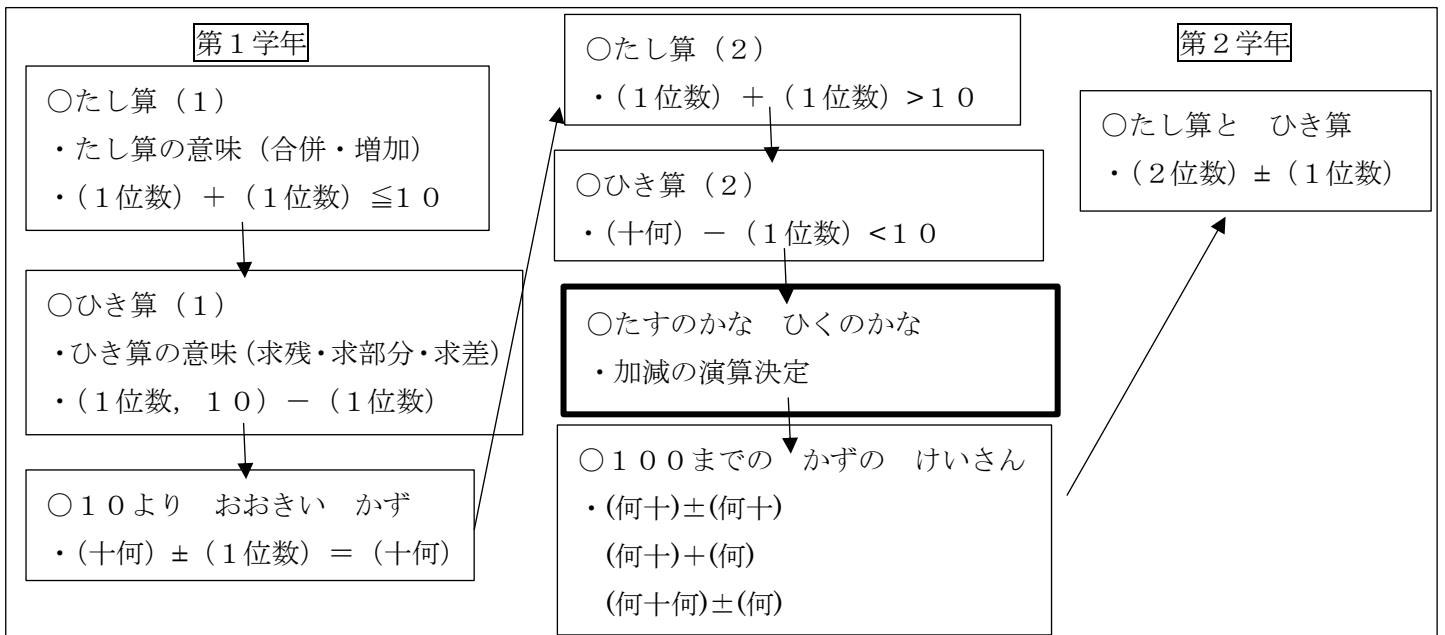 第１学年
○たし算（１）
・たし算の意味（合併・増加）
・（１位数）＋（１位数）≦１０
○ひき算（１）
・ひき算の意味（求残・求部分・求差）
・（１位数，１０）－（１位数）
○１０より　おおきい　かず
・（十何）±（１位数）＝（十何）
○たし算（２）
・（１位数）＋（１位数）>１０
○ひき算（２）
・（十何）－（１位数）<１０
○たすのかな　ひくのかな
・加減の演算決定
○１００までの　かずの　けいさん
・(何十)±(何十)
(何十)＋(何)
(何十何)±(何)
第２学年
○たし算と　ひき算
・（２位数）±（１位数）